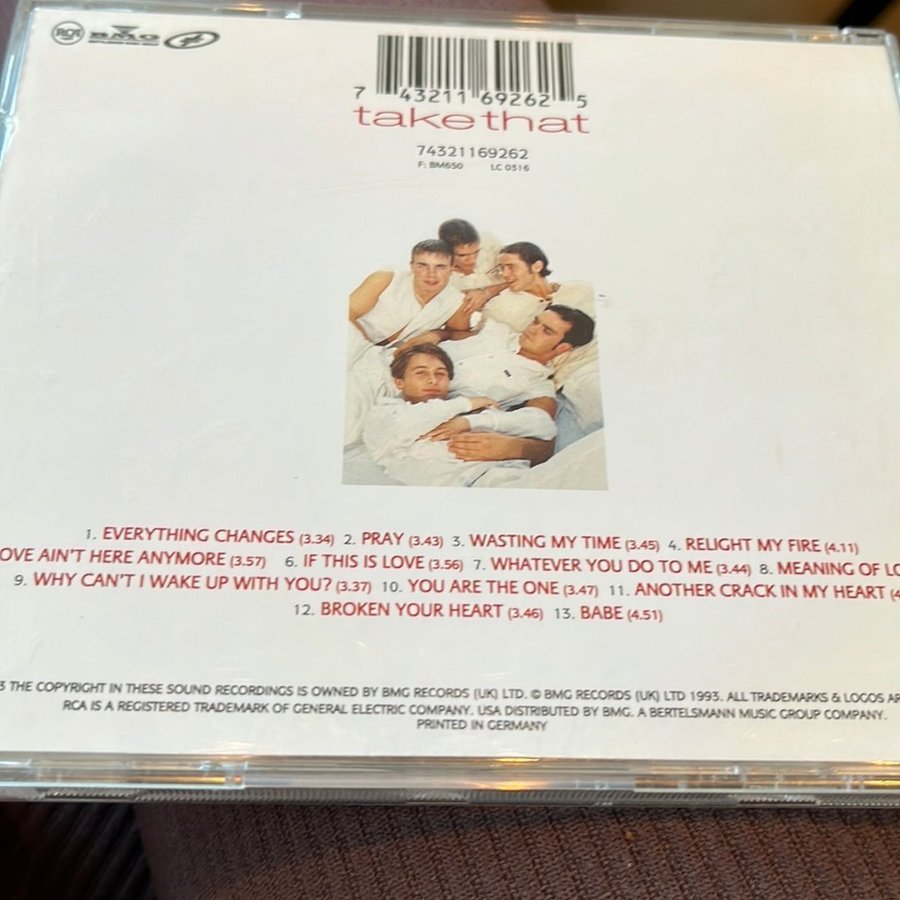 RCA BMG
7 43211 69262 5
take that
74321169262
F: BM650 LC 0316
1. EVERYTHING CHANGES (3.34) 2. PRAY (3.43) 3. WASTING MY TIME (3.45) 4. RELIGHT MY FIRE (4.11)
OVE AIN'T HERE ANYMORE (3.57) 6. IF THIS IS LOVE (3.56) 7. WHATEVER YOU DO TO ME (3.44) 8. MEANING OF LO
9. WHY CAN'T I WAKE UP WITH YOU? (3.37) 10. YOU ARE THE ONE (3.47) 11. ANOTHER CRACK IN MY HEART (4
12. BROKEN YOUR HEART (3.46) 13. BABE (4.51)
3 THE COPYRIGHT IN THESE SOUND RECORDINGS IS OWNED BY BMG RECORDS (UK) LTD. © BMG RECORDS (UK) LTD 1993. ALL TRADEMARKS & LOGOS AR
RCA IS A REGISTERED TRADEMARK OF GENERAL ELECTRIC COMPANY. USA DISTRIBUTED BY BMG. A BERTELSMANN MUSIC GROUP COMPANY.
PRINTED IN GERMANY